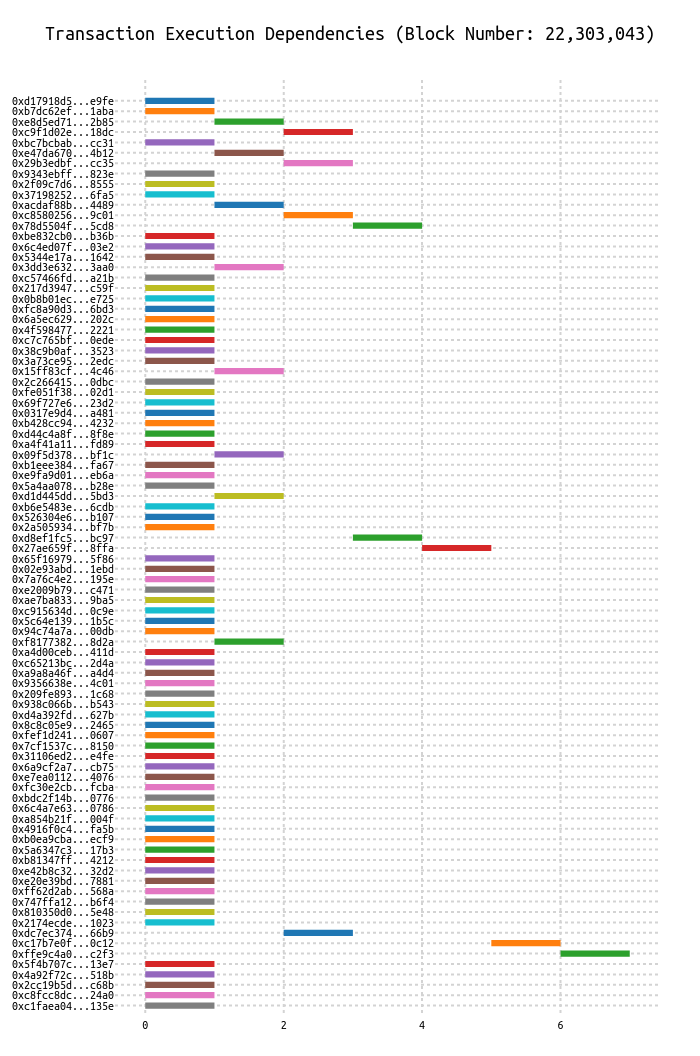 Transaction Execution Dependencies (Block Number: 22,303,043)
0xd17918d5...e9fe
0xb7dc62ef...1aba
0xe8d5ed71...2b85
0xc9f1d02e...18dc
0xbc7bcbab...cc31
0xe47da670...4b12
0x29b3edbf...cc35
0x9343ebff...823e
0x2f09c7d6...8555
0x37198252...6fa5
0xacdaf88b...4489
0xc8580256...9c01
0x78d5504f...5cd8
0xbe832cb0...b36b
0x6c4ed07f...03e2
0x5344e17a...1642
0x3dd3e632...3aa0
0xc57466fd...a21b
0x217d3947...c59f
0x0b8b01ec...e725
0xfc8a90d3...6bd3
0x6a5ec629...202c
0x4f598477...2221
0xc7c765bf...0ede
0x38c9b0af...3523
0x3a73ce95...2edc
0x15ff83cf...4c46
0x2c266415...0dbc
0xfe051f38...02d1
0x69f727e6...23d2
0x0317e9d4...a481
0xb428cc94...4232
0xd44c4a8f...8f8e
0xa4f41a11...fd89
0x09f5d378...bf1c
0xb1eee384...fa67
0xe9fa9d01...eb6a
0x5a4aa078...b28e
0xd1d445dd...5bd3
0xb6e5483e...6cdb
0x526304e6...b107
0x2a505934...bf7b
0xd8ef1fc5...bc97
0x27ae659f...8ffa
0x65f16979...5f86
0x02e93abd...1ebd
0x7a76c4e2...195e
0xe2009b79...c471
0xae7ba833...9ba5
0xc915634d...0c9e
0x5c64e139...1b5c
0x94c74a7a...00db
0xf8177382...8d2a
0xa4d00ceb...411d
0xc65213bc...2d4a
0xa9a8a46f...a4d4
0x9356638e...4c01
0x209fe893...1c68
0x938c066b...b543
0xd4a392fd...627b
0x8c8c05e9...2465
0xfef1d241...0607
0x7cf1537c...8150
0x31106ed2...e4fe
0x6a9cf2a7...cb75
0xe7ea0112...4076
0xfc30e2cb...fcba
0xbdc2f14b...0776
0x6c4a7e63...0786
0xa854b21f...004f
0x4916f0c4...fa5b
0xb0ea9cba...ecf9
0x5a6347c3...17b3
0xb81347ff...4212
0xe42b8c32...32d2
0xe20e39bd...7881
0xff62d2ab...568a
0x747ffa12...b6f4
0x810350d0...5e48
0x2174ecde...1023
0xdc7ec374...66b9
0xc17b7e0f...0c12
0xffe9c4a0...c2f3
0x5f4b707c...13e7
0x4a92f72c...518b
0x2cc19b5d...c68b
0xc8fcc8dc...24a0
0xc1faea04...135e
0 2 4 6